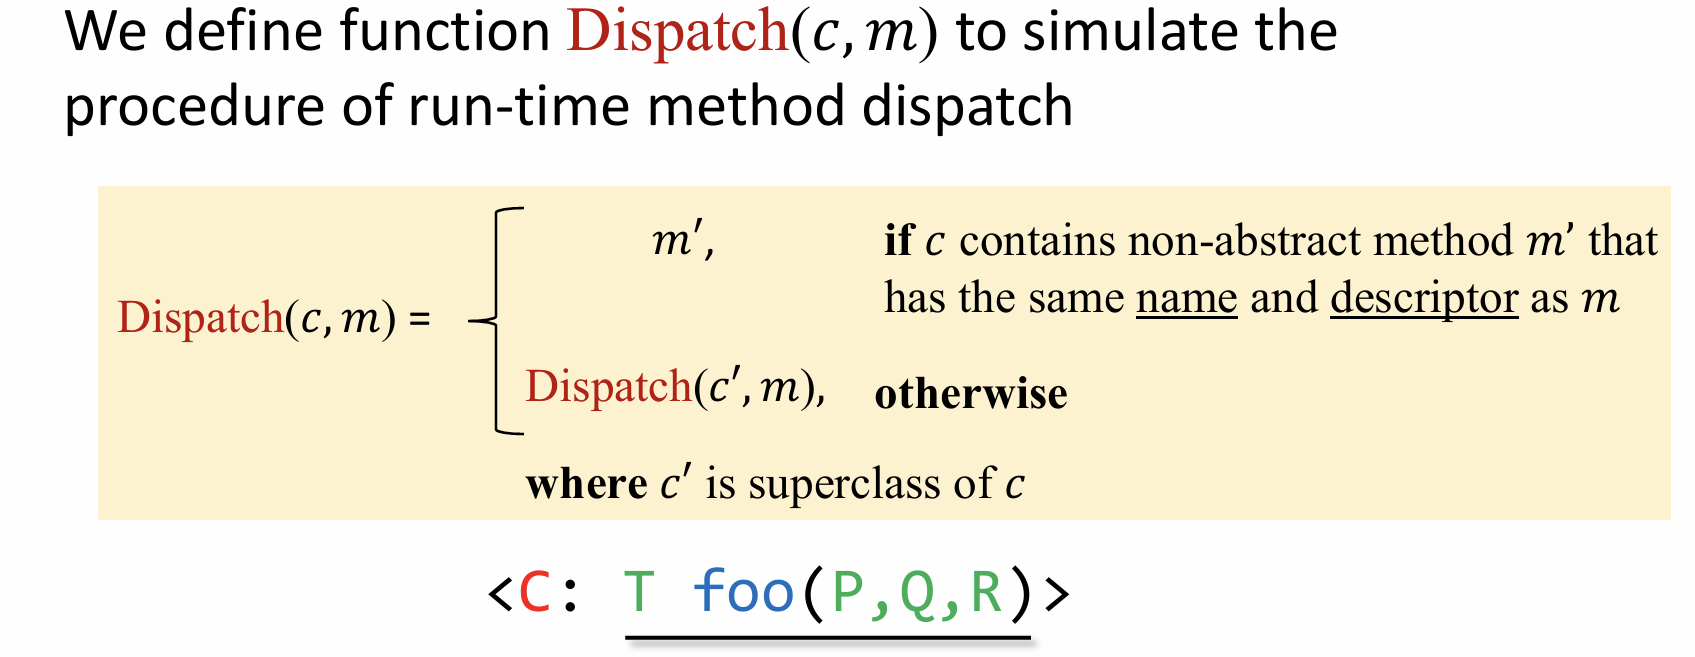 We define function Dispatch(c, m) to simulate the
procedure of run-time method dispatch
m′, if c contains non-abstract method m’ that
has the same name and descriptor as m
Dispatch(c, m) =
Dispatch(c′, m), otherwise
where c′ is superclass of c
<C: T foo(P,Q,R)>